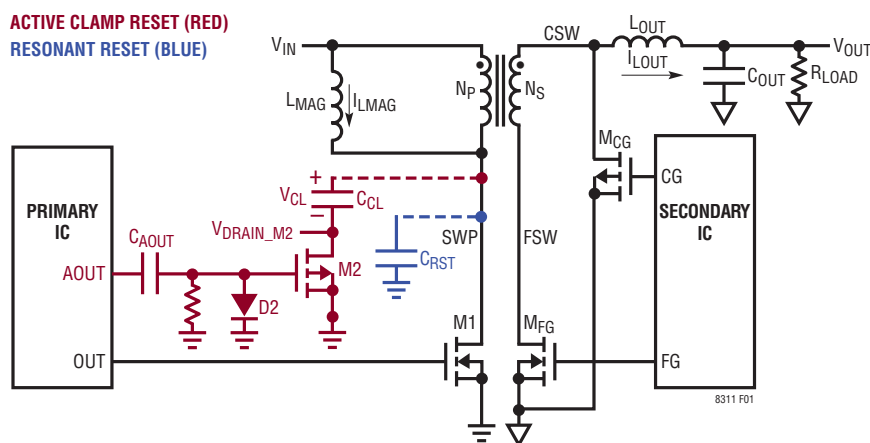 ACTIVE CLAMP RESET (RED)
RESONANT RESET (BLUE)
VIN
CSW
LOUT
VOUT
ILOUT
COUT
RLOAD
LMAG
ILMAG
NP
NS
MCG
CG
PRIMARY
IC
SECONDARY
IC
+
VCL
CCL
–
VDRAIN_M2
CAOUT
AOUT
M2
D2
CRST
SWP
FSW
M1
MFG
OUT
FG
8311 F01